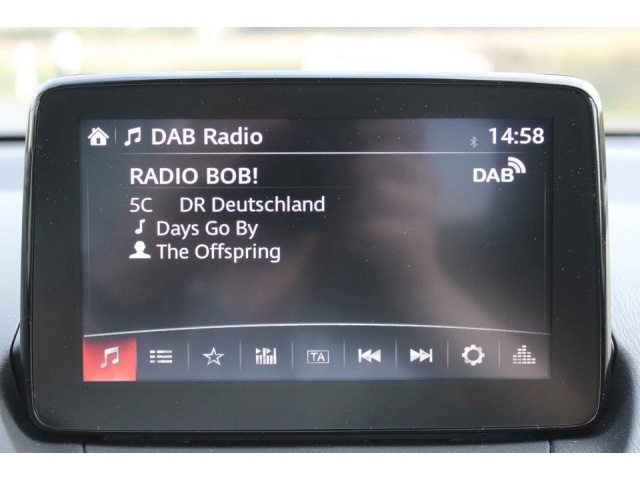 DAB Radio 14:58
RADIO BOB! DAB
5C DR Deutschland
Days Go By
The Offspring
TA